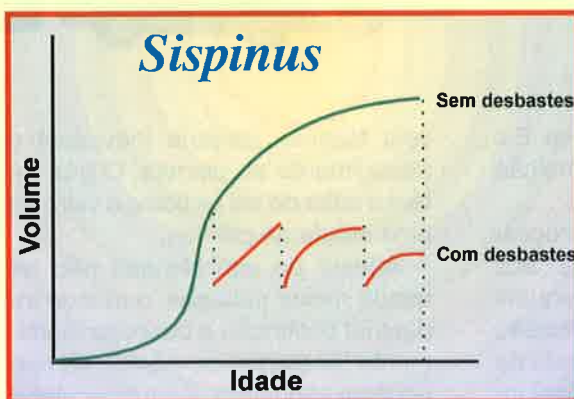 Sispinus
Sem desbastes
Volume
Com desbastes
Idade